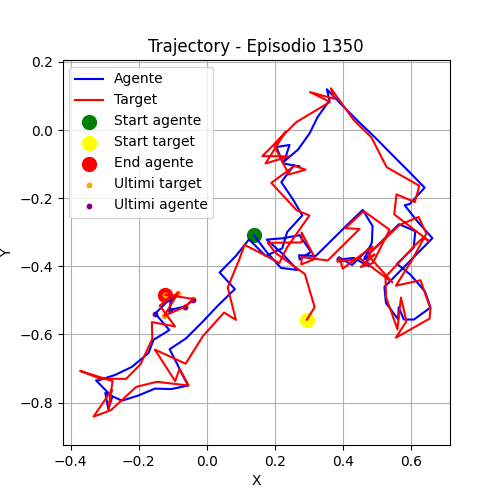 Trajectory - Episodio 1350
Agente
Target
Start agente
Start target
End agente
Ultimi target
Ultimi agente
0.2
0.0
−0.2
−0.4
−0.6
−0.8
Y
−0.4
−0.2
0.0
0.2
0.4
0.6
X